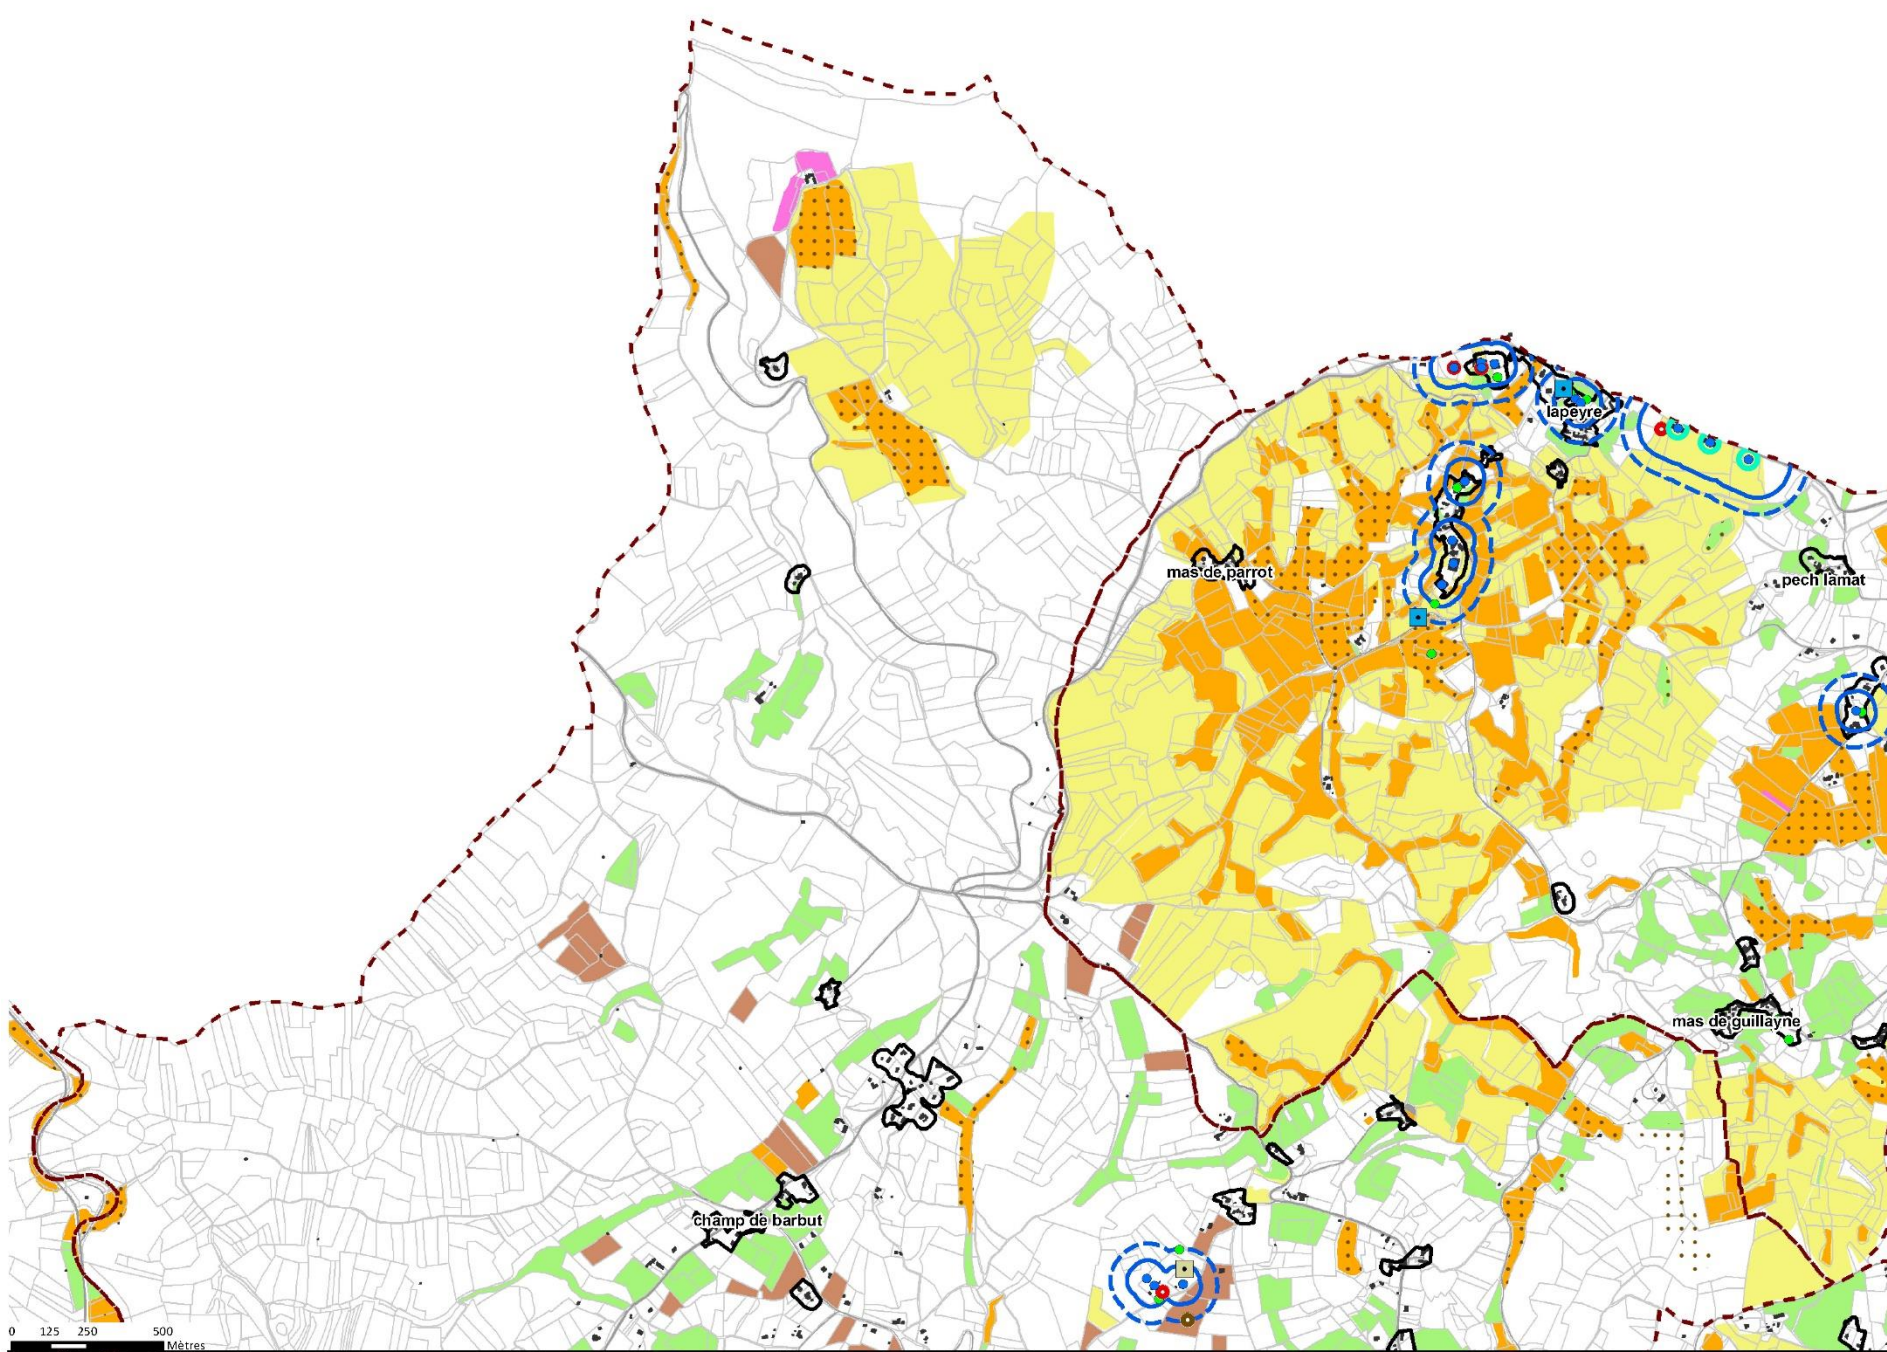 lapeyre
mas de parrot
pech lamat
mas de guillayne
champ de barbut
0 125 250 500
Mètres